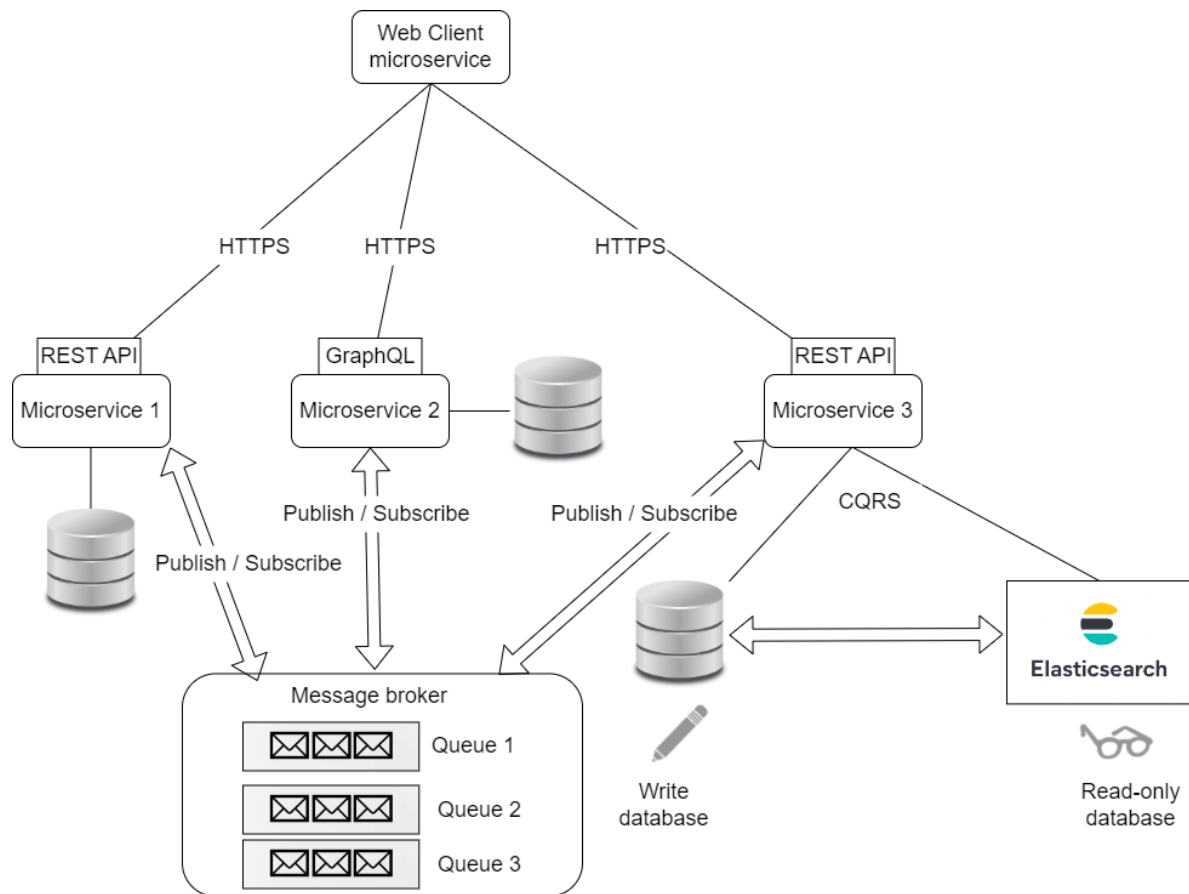 Web Client
microservice
HTTPS
HTTPS
HTTPS
REST API
GraphQL
REST API
Microservice 1
Microservice 2
Microservice 3
Publish / Subscribe
Publish / Subscribe
CQRS
Publish / Subscribe
Elasticsearch
Message broker
Queue 1
Queue 2
Queue 3
Write
database
Read-only
database